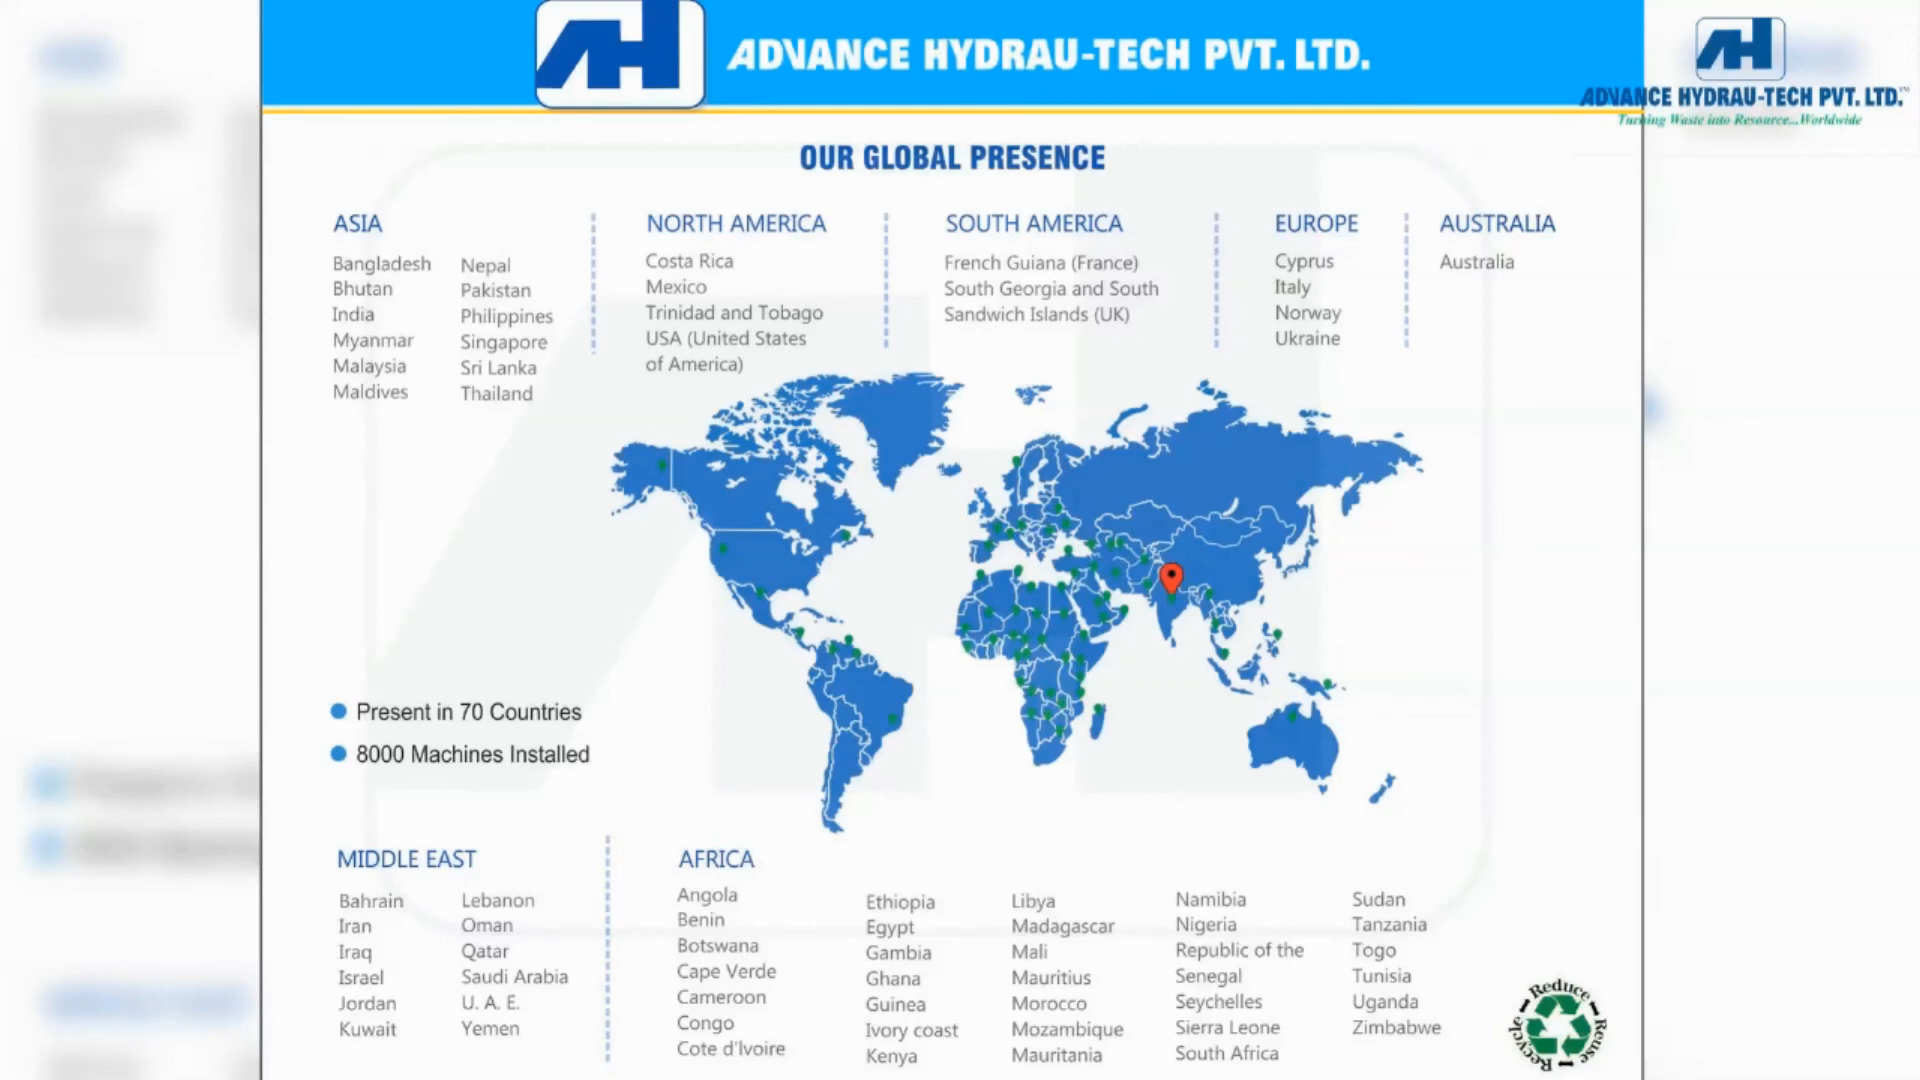 AH
ADVANCE HYDRAU-TECH PVT. LTD.
AH
ADVANCE HYDRAU-TECH PVT. LTD.™
Turning Waste into Resource...Worldwide
OUR GLOBAL PRESENCE
ASIA
Bangladesh
Bhutan
India
Myanmar
Malaysia
Maldives
Nepal
Pakistan
Philippines
Singapore
Sri Lanka
Thailand
NORTH AMERICA
Costa Rica
Mexico
Trinidad and Tobago
USA (United States
of America)
SOUTH AMERICA
French Guiana (France)
South Georgia and South
Sandwich Islands (UK)
EUROPE
Cyprus
Italy
Norway
Ukraine
AUSTRALIA
Australia
Present in 70 Countries
8000 Machines Installed
MIDDLE EAST
Bahrain
Iran
Iraq
Israel
Jordan
Kuwait
Lebanon
Oman
Qatar
Saudi Arabia
U. A. E.
Yemen
AFRICA
Angola
Benin
Botswana
Cape Verde
Cameroon
Congo
Cote d'Ivoire
Ethiopia
Egypt
Gambia
Ghana
Guinea
Ivory coast
Kenya
Libya
Madagascar
Mali
Mauritius
Morocco
Mozambique
Mauritania
Namibia
Nigeria
Republic of the
Senegal
Seychelles
Sierra Leone
South Africa
Sudan
Tanzania
Togo
Tunisia
Uganda
Zimbabwe
Reduce
Reuse
Recycle